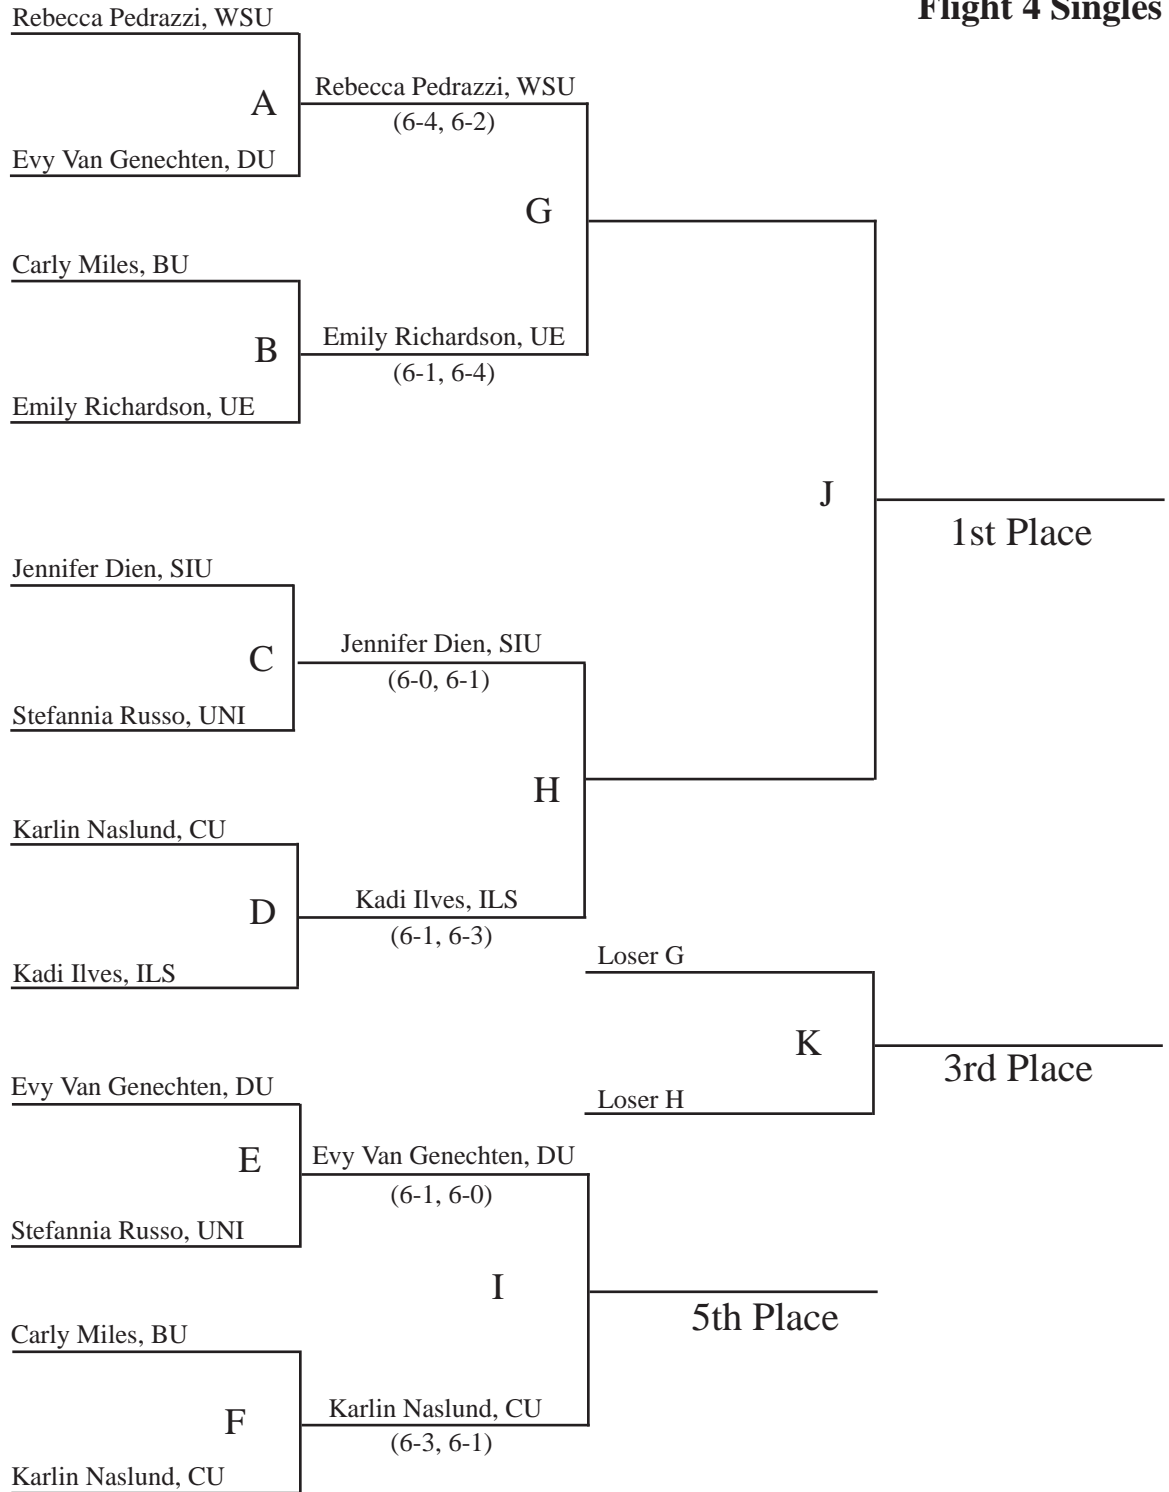 Flight 4 Singles
Rebecca Pedrazzi, WSU
A
Rebecca Pedrazzi, WSU
(6-4, 6-2)
Evy Van Genechten, DU
G
Carly Miles, BU
B
Emily Richardson, UE
(6-1, 6-4)
Emily Richardson, UE
J
1st Place
Jennifer Dien, SIU
C
Jennifer Dien, SIU
(6-0, 6-1)
Stefannia Russo, UNI
H
Karlin Naslund, CU
D
Kadi Ilves, ILS
(6-1, 6-3)
Kadi Ilves, ILS
Loser G
K
3rd Place
Loser H
Evy Van Genechten, DU
E
Evy Van Genechten, DU
(6-1, 6-0)
Stefannia Russo, UNI
I
5th Place
Carly Miles, BU
F
Karlin Naslund, CU
(6-3, 6-1)
Karlin Naslund, CU